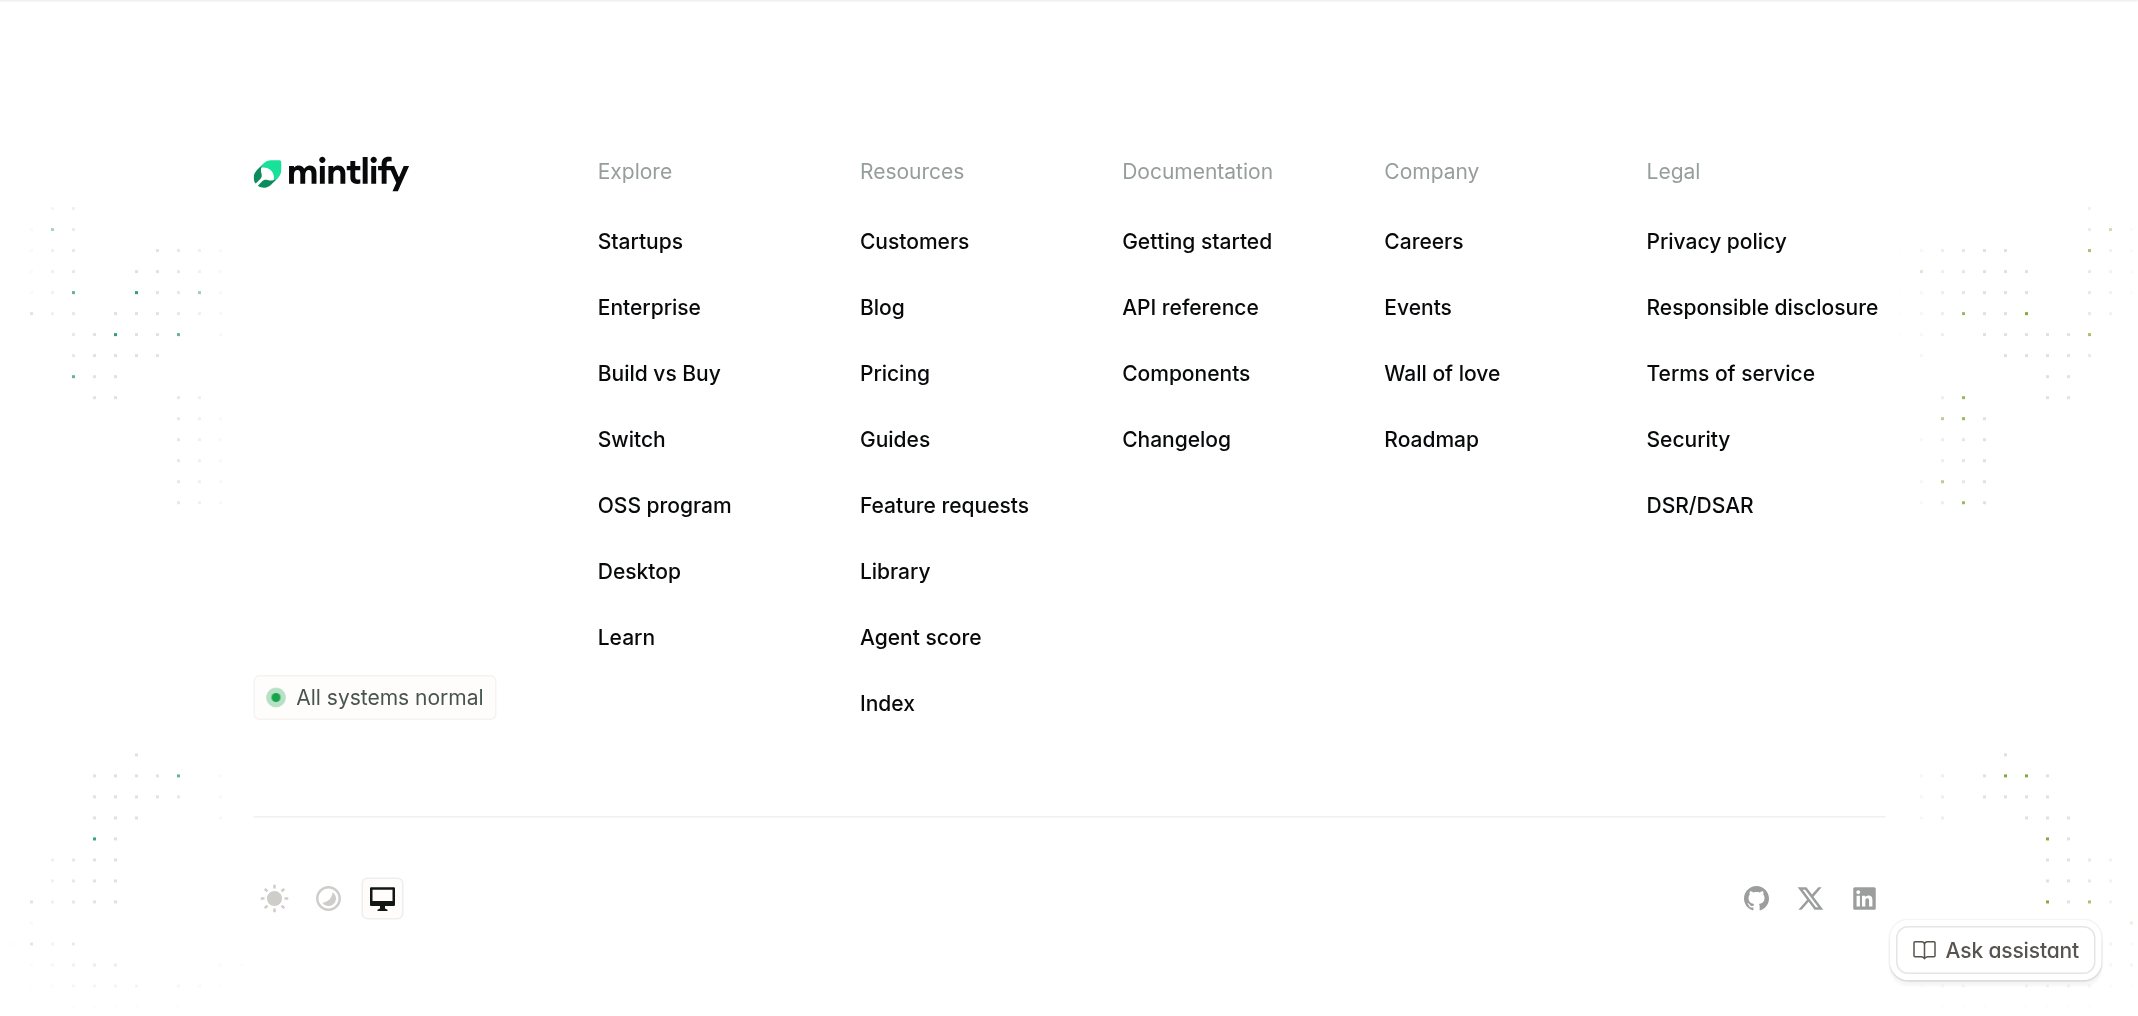 mintlify
Explore
Startups
Enterprise
Build vs Buy
Switch
OSS program
Desktop
Learn
Resources
Customers
Blog
Pricing
Guides
Feature requests
Library
Agent score
Index
Documentation
Getting started
API reference
Components
Changelog
Company
Careers
Events
Wall of love
Roadmap
Legal
Privacy policy
Responsible disclosure
Terms of service
Security
DSR/DSAR
All systems normal
Ask assistant